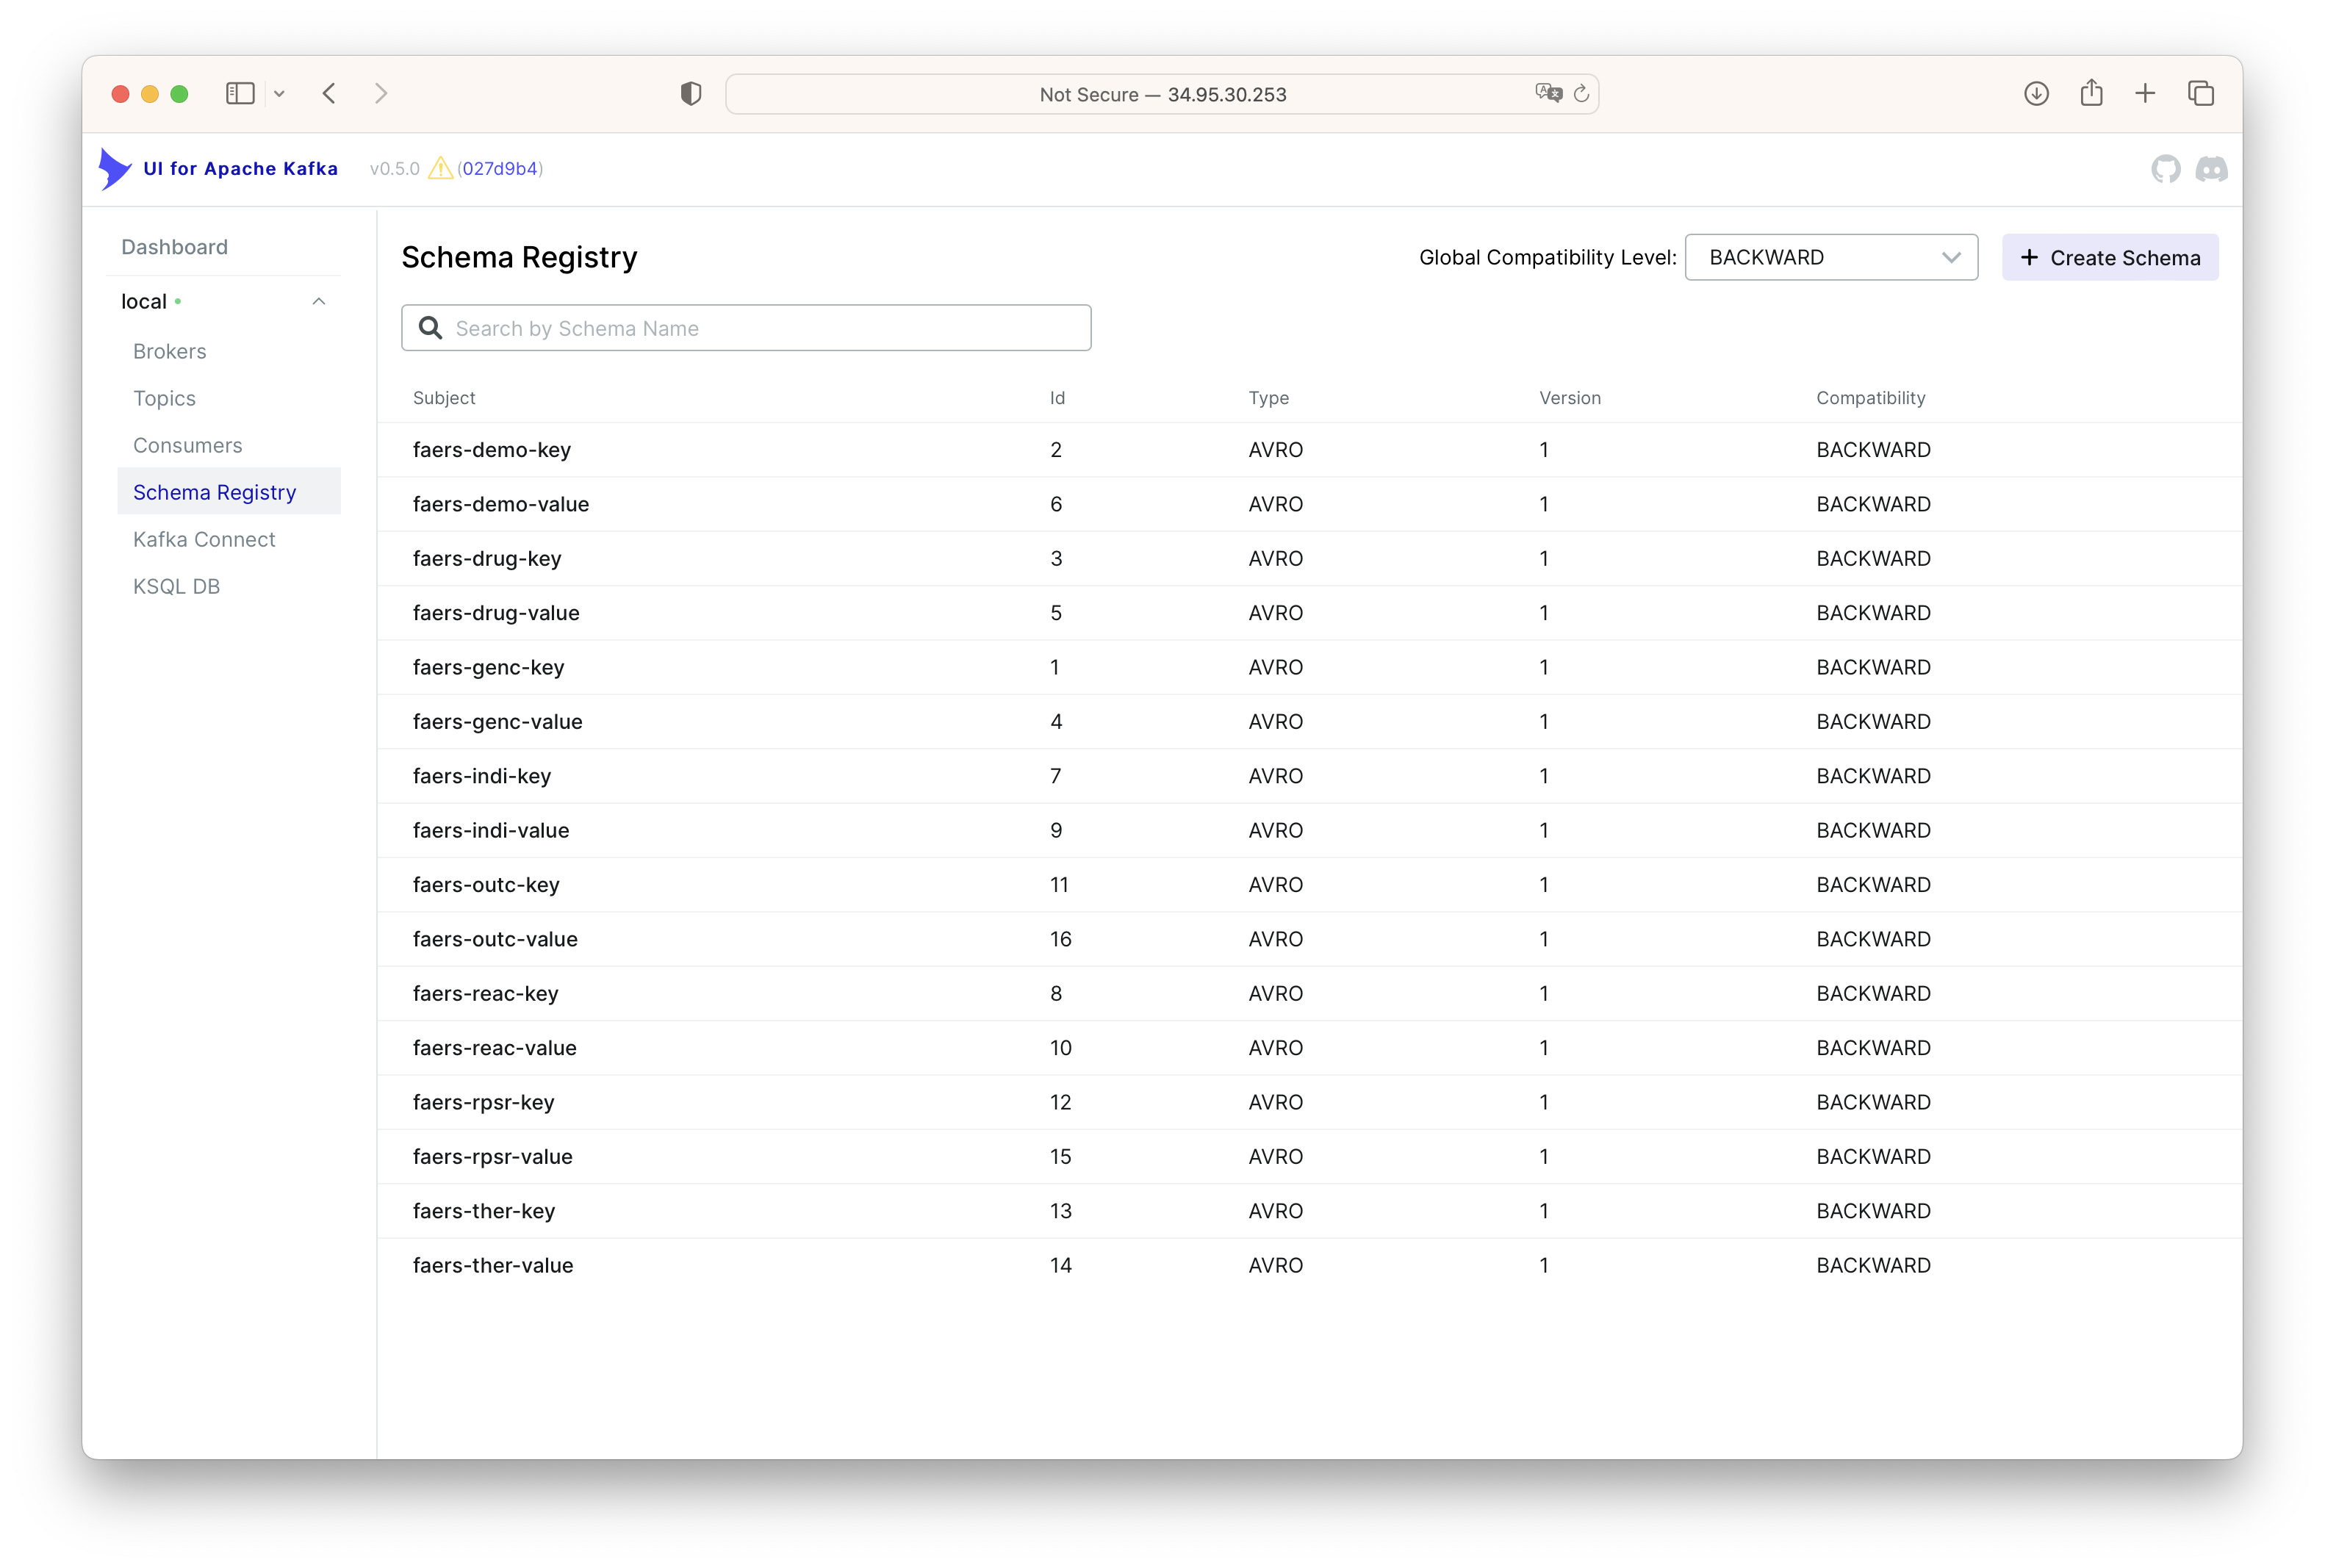 Not Secure — 34.95.30.253
UI for Apache Kafka v0.5.0 (027d9b4)
Dashboard
local
Brokers
Topics
Consumers
Schema Registry
Kafka Connect
KSQL DB
Schema Registry
Global Compatibility Level: BACKWARD
Create Schema
Search by Schema Name
Subject Id Type Version Compatibility
faers-demo-key 2 AVRO 1 BACKWARD
faers-demo-value 6 AVRO 1 BACKWARD
faers-drug-key 3 AVRO 1 BACKWARD
faers-drug-value 5 AVRO 1 BACKWARD
faers-genc-key 1 AVRO 1 BACKWARD
faers-genc-value 4 AVRO 1 BACKWARD
faers-indi-key 7 AVRO 1 BACKWARD
faers-indi-value 9 AVRO 1 BACKWARD
faers-outc-key 11 AVRO 1 BACKWARD
faers-outc-value 16 AVRO 1 BACKWARD
faers-reac-key 8 AVRO 1 BACKWARD
faers-reac-value 10 AVRO 1 BACKWARD
faers-rpsr-key 12 AVRO 1 BACKWARD
faers-rpsr-value 15 AVRO 1 BACKWARD
faers-ther-key 13 AVRO 1 BACKWARD
faers-ther-value 14 AVRO 1 BACKWARD